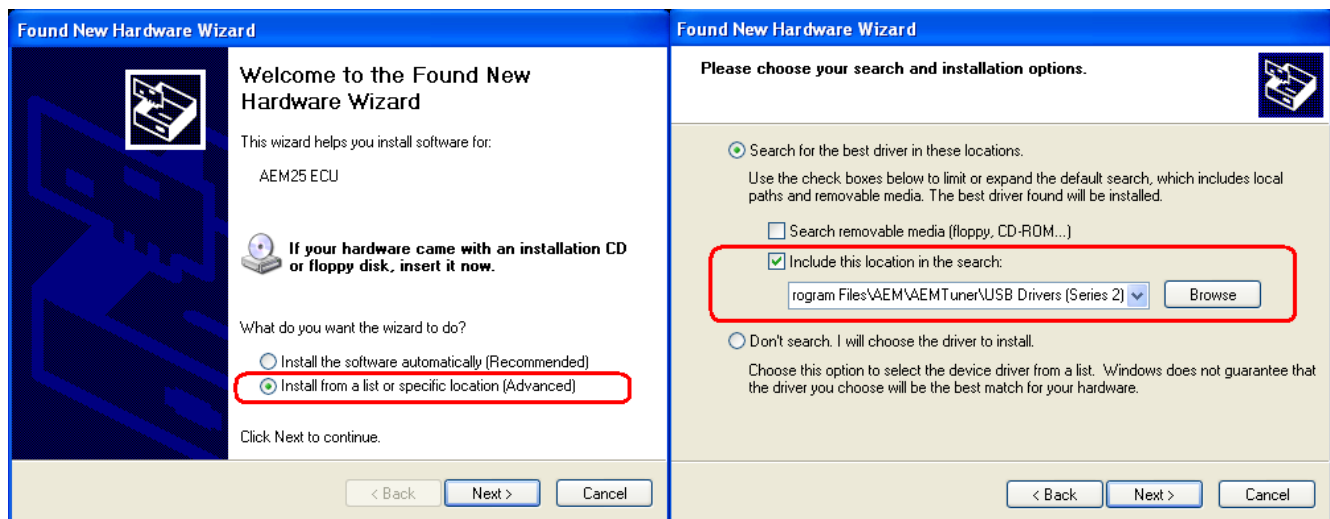 Found New Hardware Wizard
Welcome to the Found New
Hardware Wizard
This wizard helps you install software for:
AEM25 ECU
If your hardware came with an installation CD
or floppy disk, insert it now.
What do you want the wizard to do?
Install the software automatically (Recommended)
Install from a list or specific location (Advanced)
Click Next to continue.
< Back
Next >
Cancel
Found New Hardware Wizard
Please choose your search and installation options.
Search for the best driver in these locations.
Use the check boxes below to limit or expand the default search, which includes local
paths and removable media. The best driver found will be installed.
Search removable media (floppy, CD-ROM...)
Include this location in the search:
rogram Files\AEM\AEMTuner\USB Drivers (Series 2)
Browse
Don't search. I will choose the driver to install.
Choose this option to select the device driver from a list. Windows does not guarantee that
the driver you choose will be the best match for your hardware.
< Back
Next >
Cancel